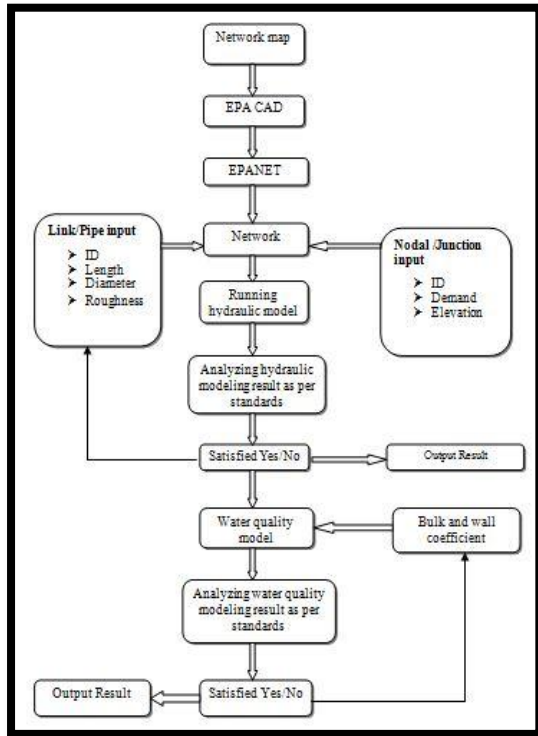 Network map
EPA CAD
EPANET
Link/Pipe input
➢ ID
➢ Length
➢ Diameter
➢ Roughness
Network
Nodal /Junction
input
➢ ID
➢ Demand
➢ Elevation
Running
hydraulic model
Analyzing hydraulic
modeling result as per
standards
Satisfied Yes/No
Output Result
Water quality
model
Bulk and wall
coefficient
Analyzing water quality
modeling result as per
standards
Output Result
Satisfied Yes/No